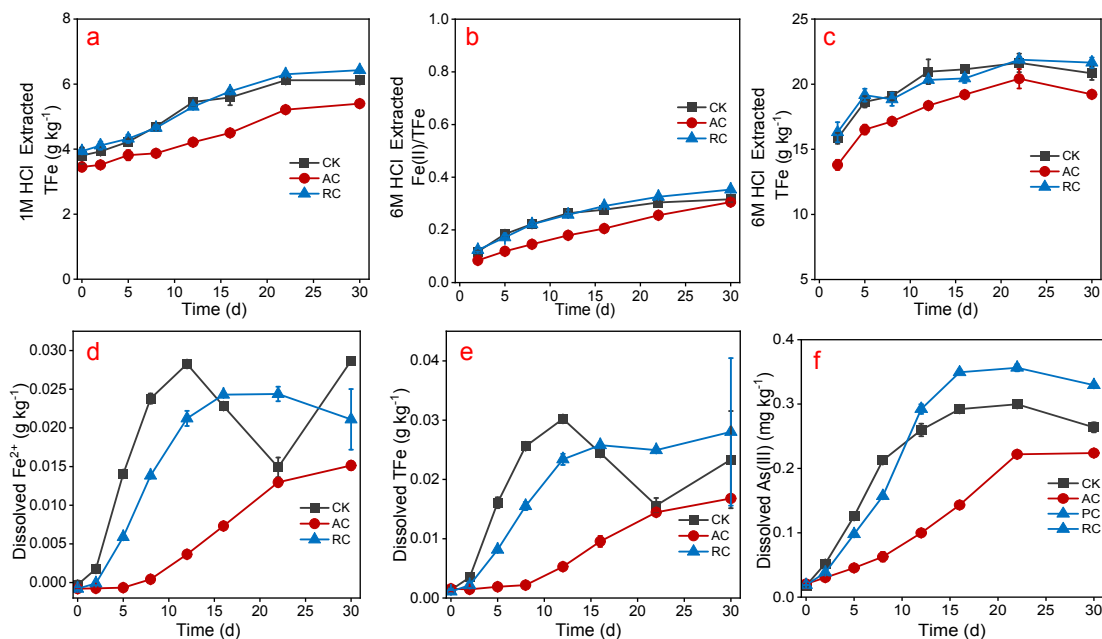 a
1M HCl Extracted
TFe (g kg⁻¹)
8
6
4
2
0
0 5 10 15 20 25 30
Time (d)
CK
AC
RC
b
6M HCl Extracted
Fe(II)/TFe
1.0
0.8
0.6
0.4
0.2
0.0
0 5 10 15 20 25 30
Time (d)
CK
AC
RC
c
6M HCl Extracted
TFe (g kg⁻¹)
25
20
15
10
5
0 5 10 15 20 25 30
Time (d)
CK
AC
RC
d
Dissolved Fe²⁺ (g kg⁻¹)
0.030
0.025
0.020
0.015
0.010
0.005
0.000
0 5 10 15 20 25 30
Time (d)
CK
AC
RC
e
Dissolved TFe (g kg⁻¹)
0.04
0.03
0.02
0.01
0.00
0 5 10 15 20 25 30
Time (d)
CK
AC
RC
f
Dissolved As(III) (mg kg⁻¹)
0.4
0.3
0.2
0.1
0.0
0 5 10 15 20 25 30
Time (d)
CK
AC
PC
RC